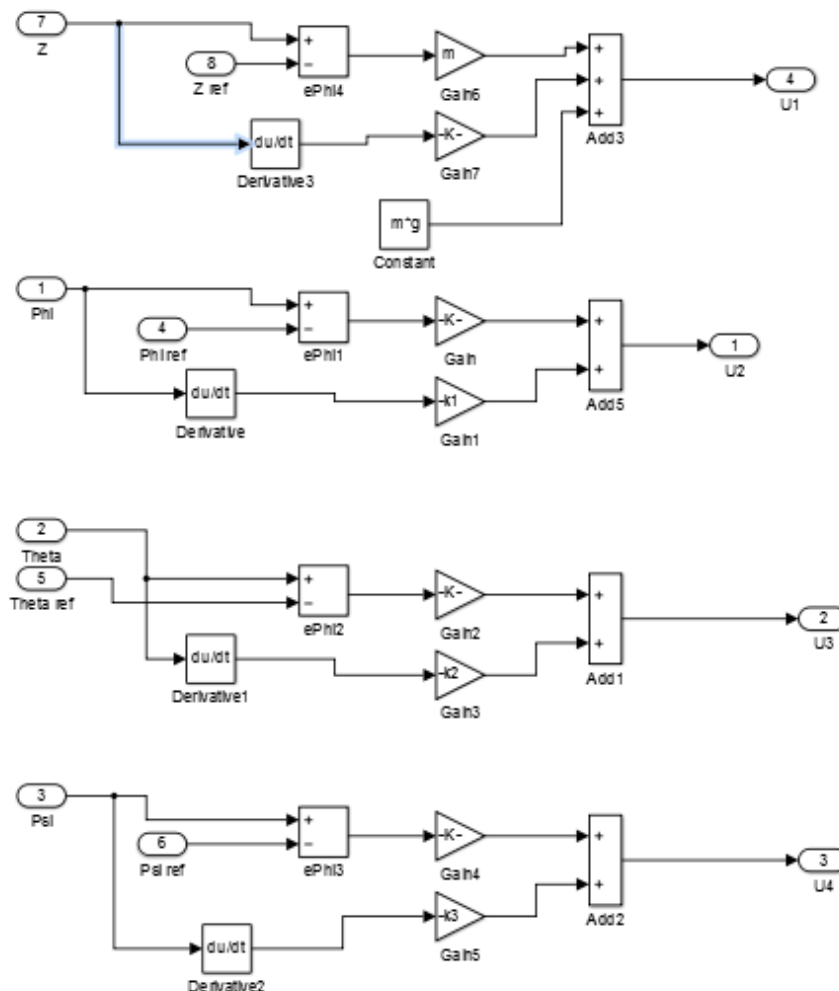 7
Z
8
Z ref
+
−
ePhi4
m
Gain6
+
+
+
Add3
4
U1
du/dt
Derivative3
-K-
Gain7
m*g
Constant
1
Phi
4
Phi ref
+
−
ePhi1
-K-
Gain
+
+
Add5
1
U2
du/dt
Derivative
-k1
Gain1
2
Theta
5
Theta ref
+
−
ePhi2
-K-
Gain2
+
+
Add1
2
U3
du/dt
Derivative1
-k2
Gain3
3
Psi
6
Psi ref
+
−
ePhi3
-K-
Gain4
+
+
Add2
3
U4
du/dt
Derivative2
-k3
Gain5